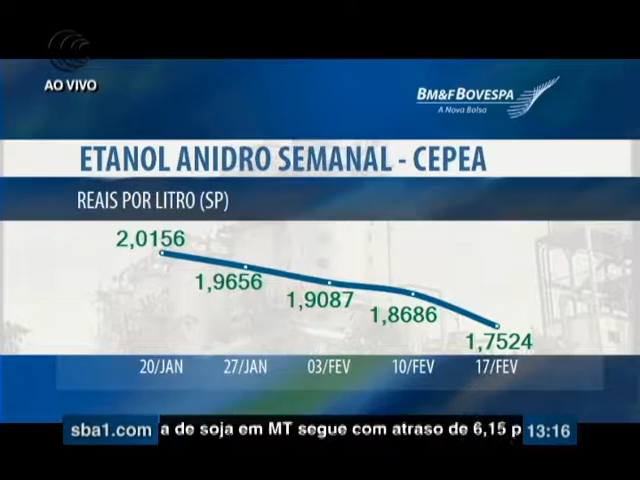 AO VIVO
BM&FBOVESPA
A Nova Bolsa
ETANOL ANIDRO SEMANAL - CEPEA
REAIS POR LITRO (SP)
2,0156
1,9656
1,9087
1,8686
1,7524
20/JAN 27/JAN 03/FEV 10/FEV 17/FEV
sba1.com a de soja em MT segue com atraso de 6,15 p 13:16